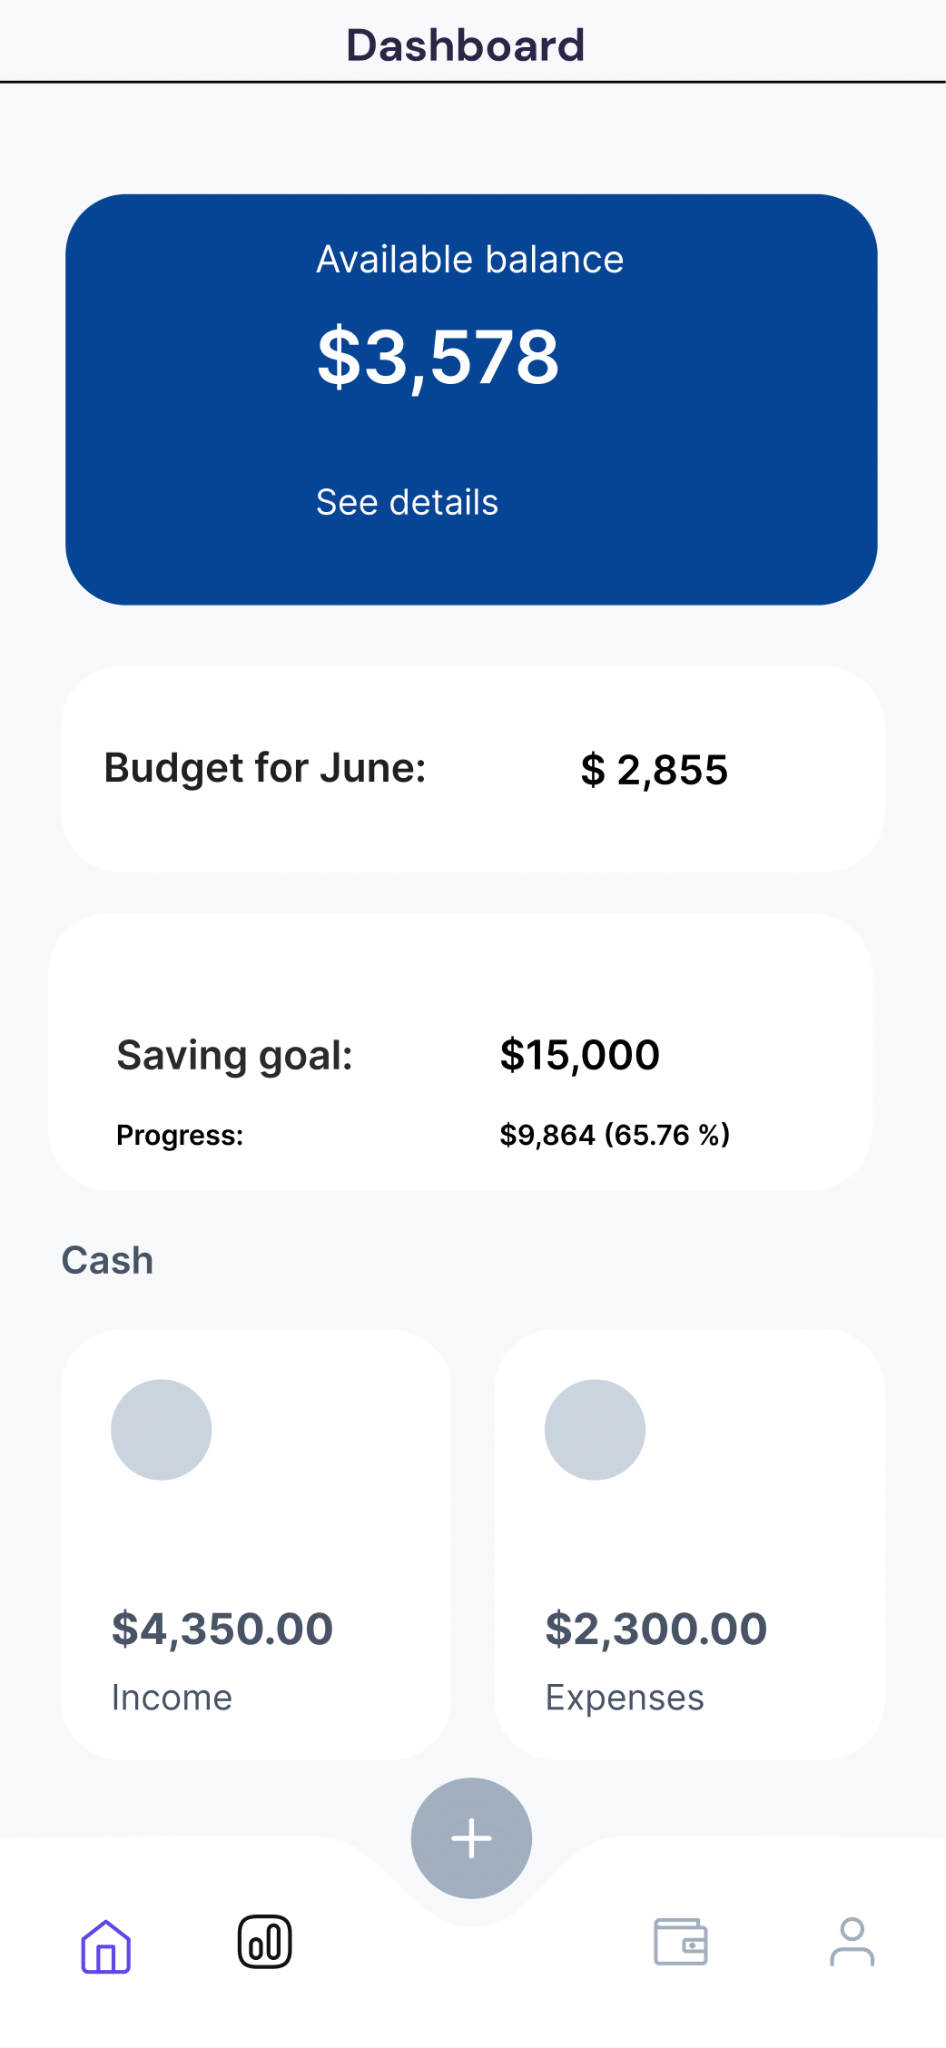 Dashboard
Available balance
$3,578
See details
Budget for June: $ 2,855
Saving goal: $15,000
Progress: $9,864 (65.76 %)
Cash
$4,350.00 $2,300.00
Income Expenses